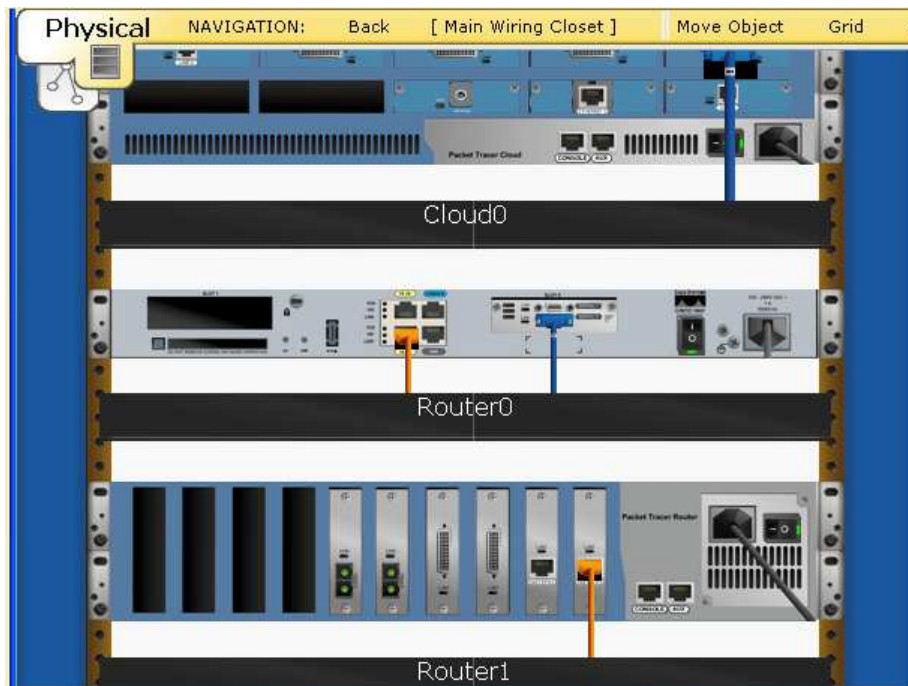 Physical NAVIGATION: Back [ Main Wiring Closet ] Move Object Grid
Packet Tracer Cloud
CONSOLE AUX
Cloud0
Router0
Packet Tracer Router
CONSOLE AUX
Router1